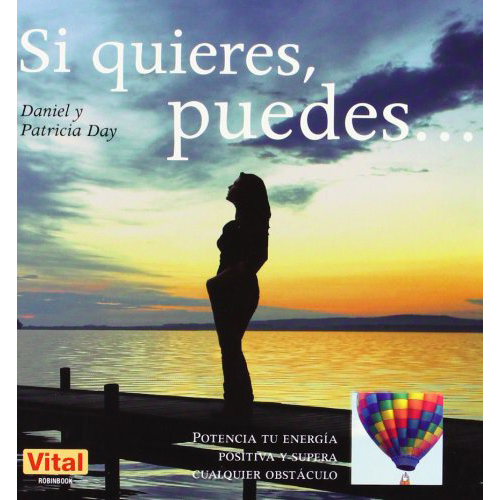 Si quieres,
puedes...
Daniel y
Patricia Day
POTENCIA TU ENERGÍA
POSITIVA Y SUPERA
CUALQUIER OBSTÁCULO
Vital
ROBINBOOK